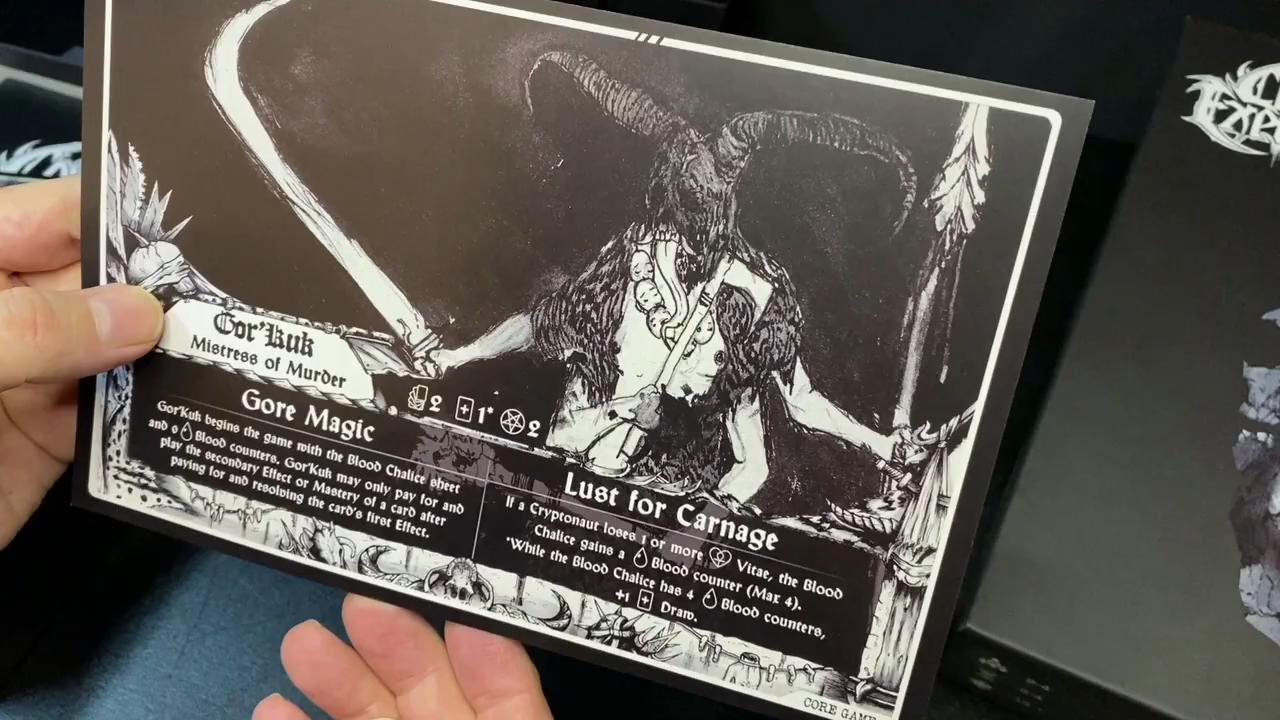 Gor'Kuk
Mistress of Murder
2 1* 2
Gore Magic
Gor'Kuk begins the game with the Blood Chalice sheet
and 0 Blood counters. Gor'Kuk may only pay for and
play the secondary Effect or Mastery of a card after
paying for and resolving the card's first Effect.
Lust for Carnage
If a Cryptonaut loses 1 or more Vitae, the Blood
Chalice gains a Blood counter (Max 4).
*While the Blood Chalice has 4 Blood counters,
+1 Draw.
CORE GAME